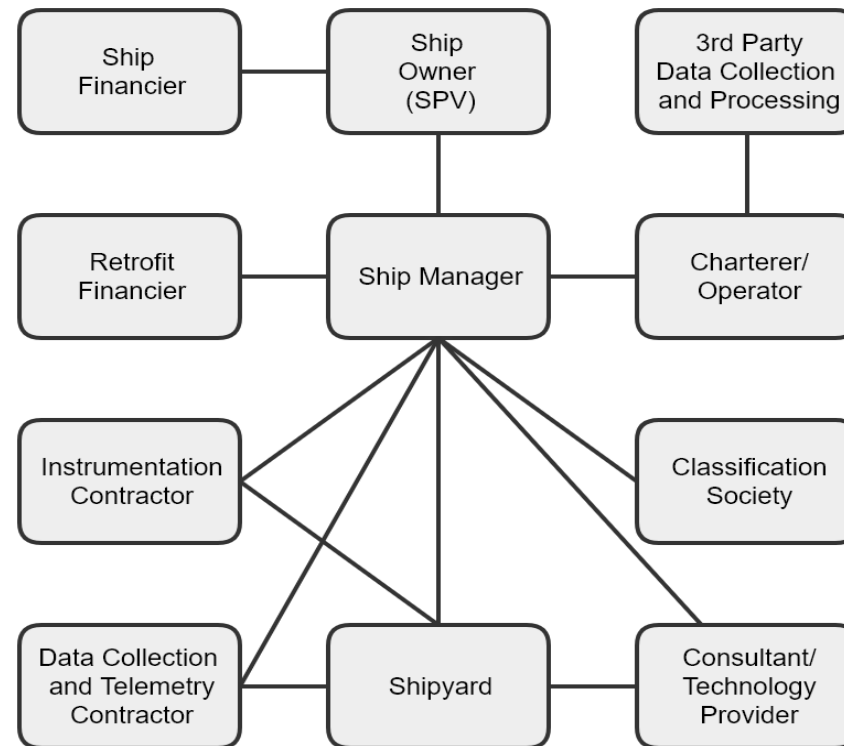 Ship
Financier
Ship
Owner
(SPV)
3rd Party
Data Collection
and Processing
Retrofit
Financier
Ship Manager
Charterer/
Operator
Instrumentation
Contractor
Classification
Society
Data Collection
and Telemetry
Contractor
Shipyard
Consultant/
Technology
Provider